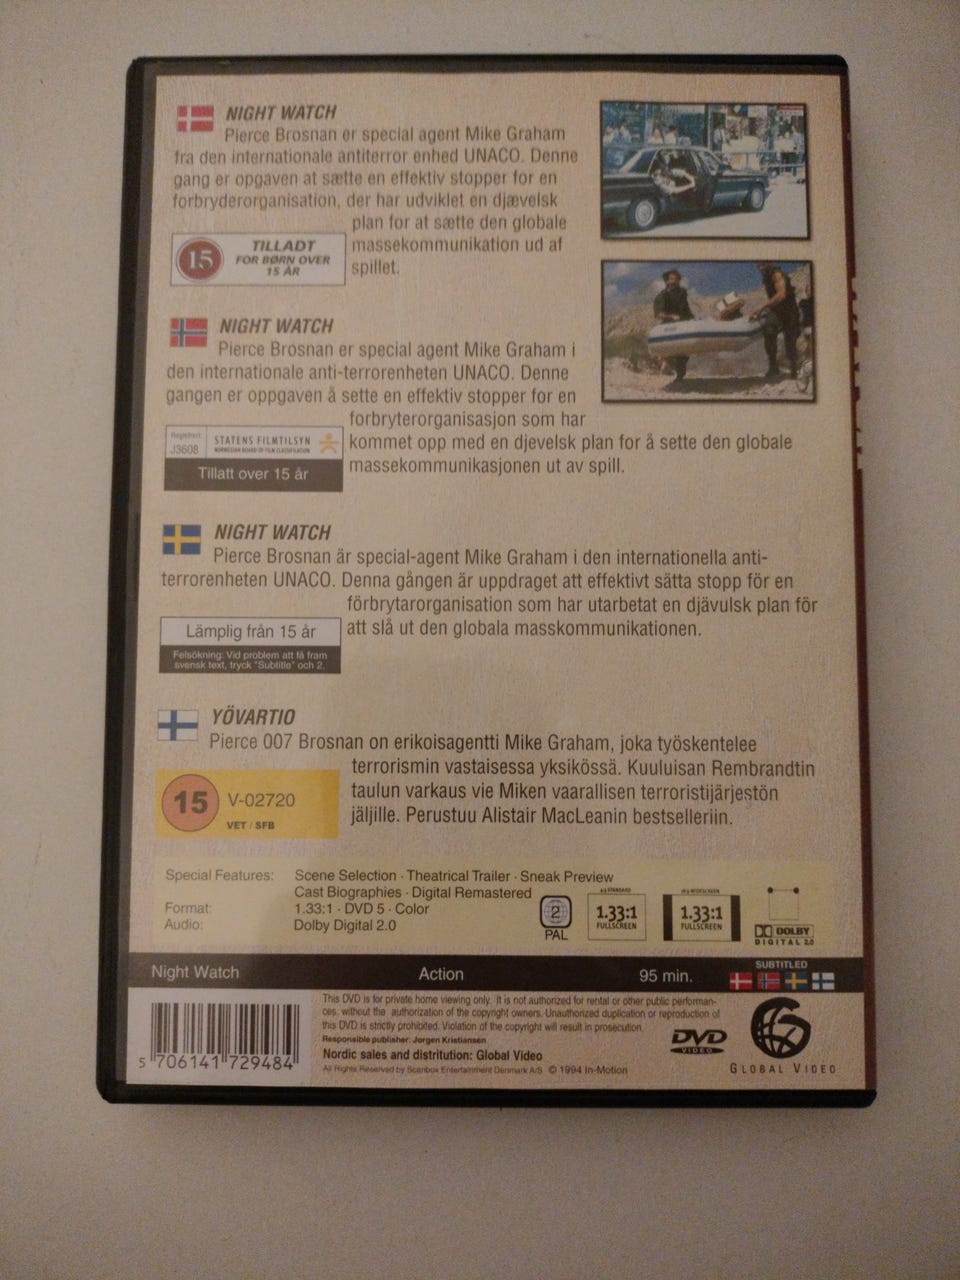 NIGHT WATCH
Pierce Brosnan er special agent Mike Graham
fra den internationale antiterror enhed UNACO. Denne
gang er opgaven at sætte en effektiv stopper for en
forbryderorganisation, der har udviklet en djævelsk
plan for at sætte den globale
massekommunikation ud af
spillet.
15
TILLADT
FOR BØRN OVER
15 ÅR
NIGHT WATCH
Pierce Brosnan er special agent Mike Graham i
den internationale anti-terrorenheten UNACO. Denne
gangen er oppgaven å sette en effektiv stopper for en
forbryterorganisasjon som har
kommet opp med en djevelsk plan for å sette den globale
massekommunikasjonen ut av spill.
Registrert
J3608
STATENS FILMTILSYN
NORWEGIAN BOARD OF FILM CLASSIFICATION
Tillatt over 15 år
NIGHT WATCH
Pierce Brosnan är special-agent Mike Graham i den internationella anti-
terrorenheten UNACO. Denna gången är uppdraget att effektivt sätta stopp för en
förbrytarorganisation som har utarbetat en djävulsk plan för
att slå ut den globala masskommunikationen.
Lämplig från 15 år
Felsökning: Vid problem att få fram
svensk text, tryck "Subtitle" och 2.
YÖVARTIO
Pierce 007 Brosnan on erikoisagentti Mike Graham, joka työskentelee
terrorismin vastaisessa yksikössä. Kuuluisan Rembrandtin
taulun varkaus vie Miken vaarallisen terroristijärjestön
jäljille. Perustuu Alistair MacLeanin bestselleriin.
15
V-02720
VET / SFB
Special Features: Scene Selection · Theatrical Trailer · Sneak Preview
Cast Biographies · Digital Remastered
Format: 1.33:1 · DVD 5 · Color
Audio: Dolby Digital 2.0
2
PAL
4:3 STANDARD
1.33:1
FULLSCREEN
16:9 WIDESCREEN
1.33:1
FULLSCREEN
DOLBY
DIGITAL 2.0
Night Watch Action 95 min.
SUBTITLED
5 706141 729484
This DVD is for private home viewing only. It is not authorized for rental or other public performan-
ces, without the authorization of the copyright owners. Unauthorized duplication or reproduction of
this DVD is strictly prohibited. Violation of the copyright will result in prosecution.
Responsible publisher: Jorgen Kristiansen
Nordic sales and distritution: Global Video
All Rights Reserved by Scanbox Entertainment Denmark A/S © 1994 In-Motion
DVD
VIDEO
GLOBAL VIDEO